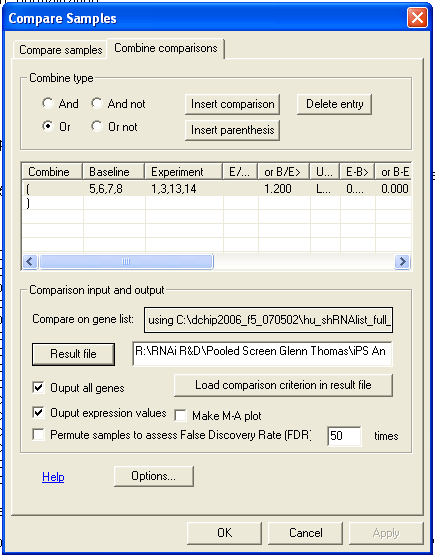 Compare Samples
Compare samples Combine comparisons
Combine type
And And not Insert comparison Delete entry
Or Or not Insert parenthesis
Combine Baseline Experiment E/... or B/E> U... E-B> or B-E
( 5,6,7,8 1,3,13,14 1.200 L... 0.... 0.000
)
Comparison input and output
Compare on gene list: using C:\dchip2006_f5_070502\hu_shRNAlist_full_
Result file R:\RNAi R&D\Pooled Screen Glenn Thomas\iPS An
Ouput all genes Load comparison criterion in result file
Ouput expression values Make M-A plot
Permute samples to assess False Discovery Rate (FDR) 50 times
Help Options...
OK Cancel Apply